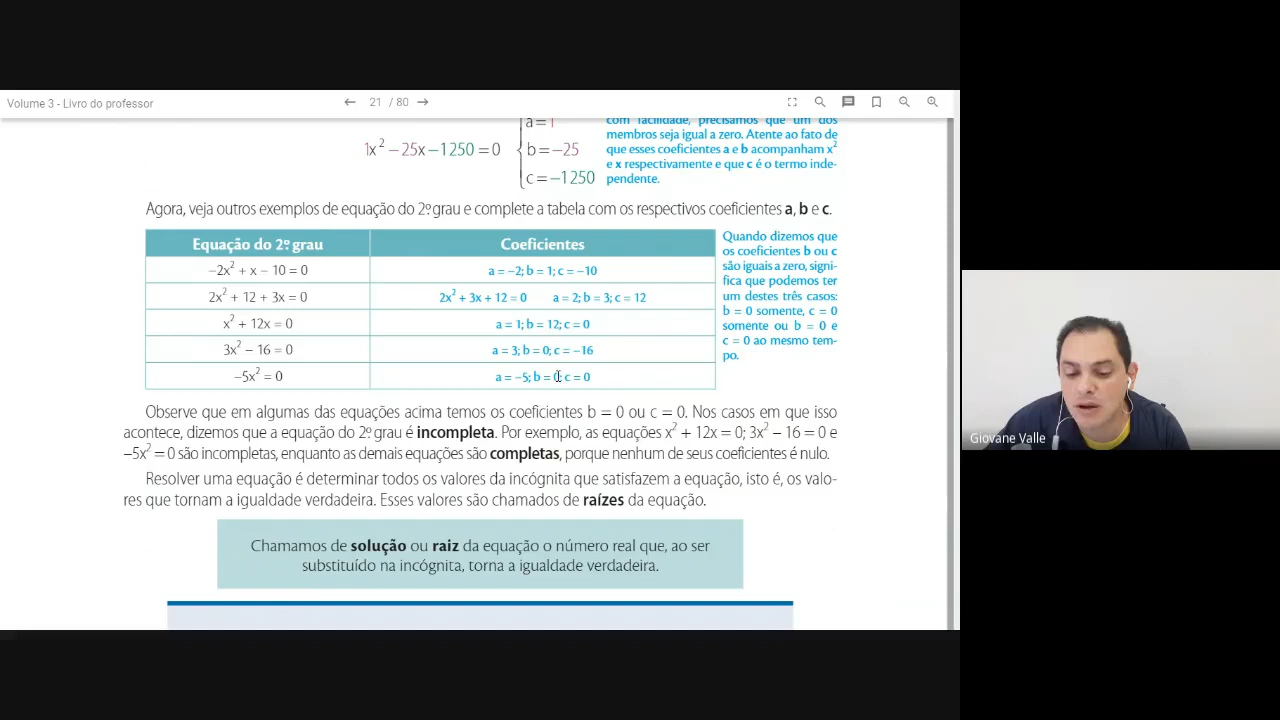 Volume 3 - Livro do professor
21 / 80
a = 1
com facilidade, precisamos que um dos
membros seja igual a zero. Atente ao fato de
1x² − 25x − 1250 = 0
b = −25
que esses coeficientes a e b acompanham x²
e x respectivamente e que c é o termo inde-
c = −1250
pendente.
Agora, veja outros exemplos de equação do 2º grau e complete a tabela com os respectivos coeficientes a, b e c.
Equação do 2º grau
Coeficientes
−2x² + x − 10 = 0
a = −2; b = 1; c = −10
2x² + 12 + 3x = 0
2x² + 3x + 12 = 0 a = 2; b = 3; c = 12
x² + 12x = 0
a = 1; b = 12; c = 0
3x² − 16 = 0
a = 3; b = 0; c = −16
−5x² = 0
a = −5; b = 0; c = 0
Quando dizemos que
os coeficientes b ou c
são iguais a zero, signi-
fica que podemos ter
um destes três casos:
b = 0 somente, c = 0
somente ou b = 0 e
c = 0 ao mesmo tem-
po.
Observe que em algumas das equações acima temos os coeficientes b = 0 ou c = 0. Nos casos em que isso
acontece, dizemos que a equação do 2º grau é incompleta. Por exemplo, as equações x² + 12x = 0; 3x² − 16 = 0 e
−5x² = 0 são incompletas, enquanto as demais equações são completas, porque nenhum de seus coeficientes é nulo.
Resolver uma equação é determinar todos os valores da incógnita que satisfazem a equação, isto é, os valo-
res que tornam a igualdade verdadeira. Esses valores são chamados de raízes da equação.
Chamamos de solução ou raiz da equação o número real que, ao ser
substituído na incógnita, torna a igualdade verdadeira.
Giovane Valle